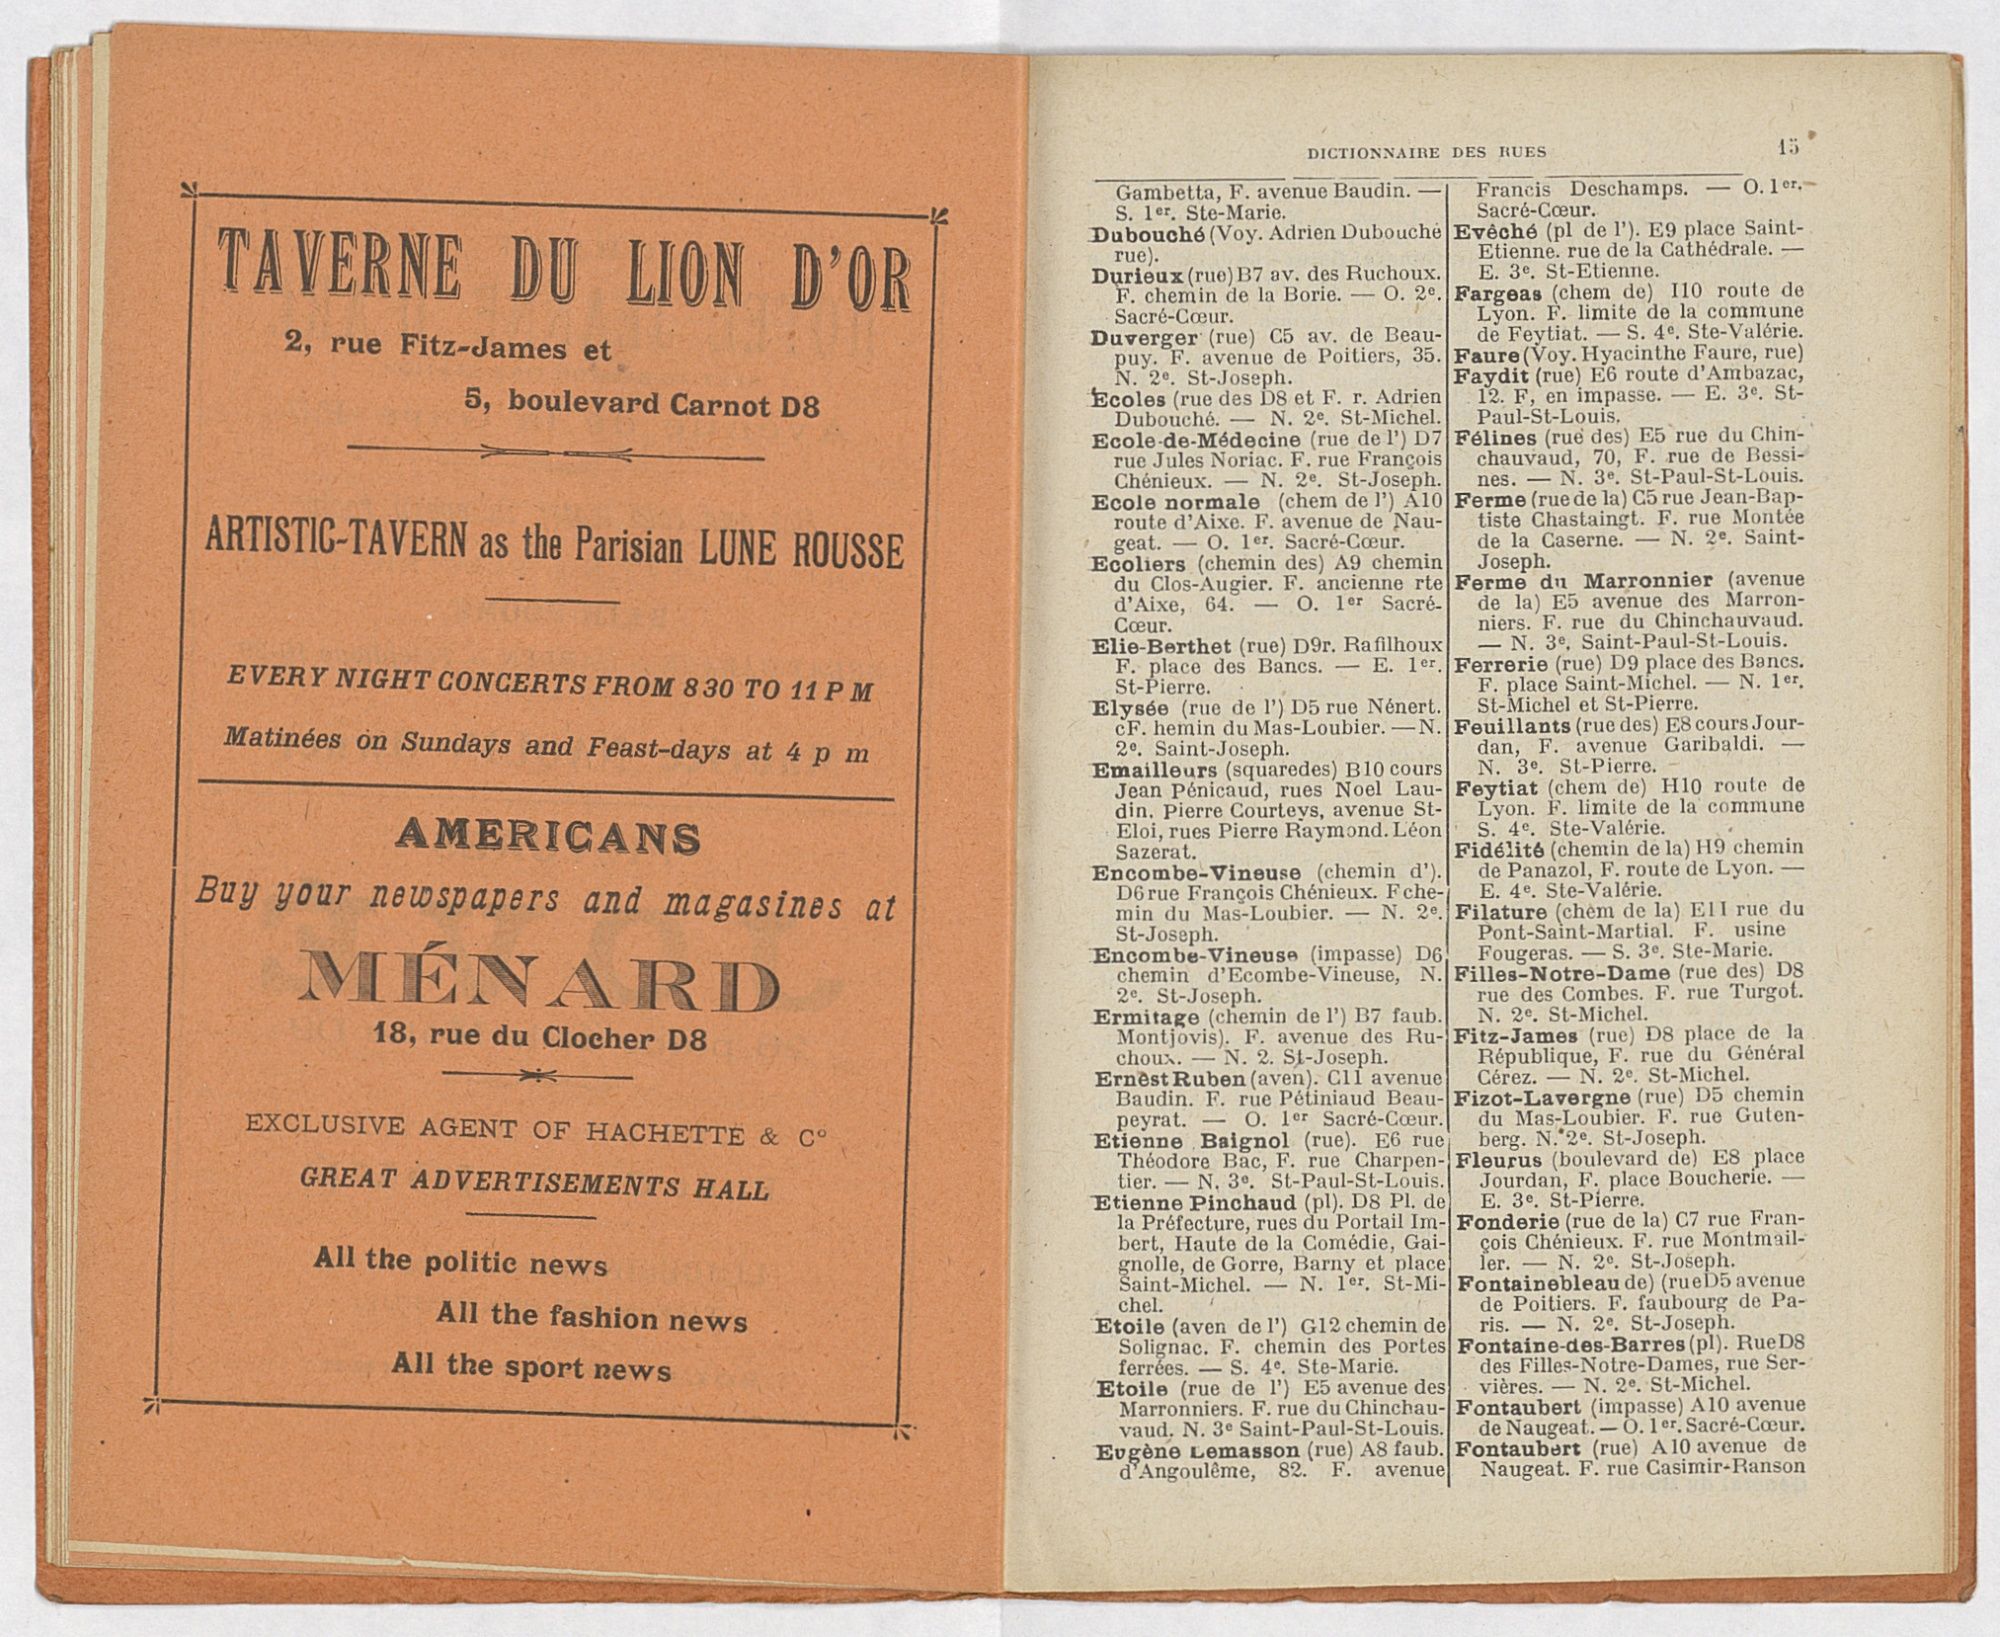 TAVERNE DU LION D'OR
2, rue Fitz-James et
5, boulevard Carnot D8
ARTISTIC-TAVERN as the Parisian LUNE ROUSSE
EVERY NIGHT CONCERTS FROM 8 30 TO 11 P M
Matinées on Sundays and Feast-days at 4 p m
AMERICANS
Buy your newspapers and magasines at
MÉNARD
18, rue du Clocher D8
EXCLUSIVE AGENT OF HACHETTE & Cº
GREAT ADVERTISEMENTS HALL
All the politic news
All the fashion news
All the sport news
DICTIONNAIRE DES RUES 15
Gambetta, F. avenue Baudin. —
S. 1er. Ste-Marie.
Dubouché (Voy. Adrien Dubouché
rue).
Durieux (rue) B7 av. des Ruchoux.
F. chemin de la Borie. — O. 2e.
Sacré-Cœur.
Duverger (rue) C5 av. de Beau-
puy. F. avenue de Poitiers, 35.
N. 2e. St-Joseph.
Ecoles (rue des D8 et F. r. Adrien
Dubouché. — N. 2e. St-Michel.
Ecole-de-Médecine (rue de l') D7
rue Jules Noriac. F. rue François
Chénieux. — N. 2e. St-Joseph.
Ecole normale (chem de l') A10
route d'Aixe. F. avenue de Nau-
geat. — O. 1er. Sacré-Cœur.
Ecoliers (chemin des) A9 chemin
du Clos-Augier. F. ancienne rte
d'Aixe, 64. — O. 1er Sacré-
Cœur.
Elie-Berthet (rue) D9r. Rafilhoux
F. place des Bancs. — E. 1er.
St-Pierre.
Elysée (rue de l') D5 rue Nénert.
cF. hemin du Mas-Loubier. — N.
2e. Saint-Joseph.
Emailleurs (squaredes) B10 cours
Jean Pénicaud, rues Noel Lau-
din. Pierre Courteys, avenue St-
Eloi, rues Pierre Raymond. Léon
Sazerat.
Encombe-Vineuse (chemin d').
D6 rue François Chénieux. F che-
min du Mas-Loubier. — N. 2e.
St-Joseph.
Encombe-Vineuse (impasse) D6
chemin d'Ecombe-Vineuse, N.
2e. St-Joseph.
Ermitage (chemin de l') B7 faub.
Montjovis). F. avenue des Ru-
choux. — N. 2. St-Joseph.
Ernest Ruben (aven). C11 avenue
Baudin. F. rue Pétiniaud Beau-
peyrat. — O. 1er Sacré-Cœur.
Etienne Baignol (rue). E6 rue
Théodore Bac, F. rue Charpen-
tier. — N. 3e. St-Paul-St-Louis.
Etienne Pinchaud (pl). D8 Pl. de
la Préfecture, rues du Portail Im-
bert, Haute de la Comédie, Gai-
gnolle, de Gorre, Barny et place
Saint-Michel. — N. 1er. St-Mi-
chel.
Etoile (aven de l') G12 chemin de
Solignac. F. chemin des Portes
ferrées. — S. 4e. Ste-Marie.
Etoile (rue de l') E5 avenue des
Marronniers. F. rue du Chinchau-
vaud. N. 3e Saint-Paul-St-Louis.
Eugène Lemasson (rue) A8 faub.
d'Angoulême, 82. F. avenue
Francis Deschamps. — O. 1er.
Sacré-Cœur.
Evêché (pl de l'). E9 place Saint-
Etienne. rue de la Cathédrale. —
E. 3e. St-Etienne.
Fargeas (chem de) I10 route de
Lyon. F. limite de la commune
de Feytiat. — S. 4e. Ste-Valérie.
Faure (Voy. Hyacinthe Faure, rue)
Faydit (rue) E6 route d'Ambazac,
12. F, en impasse. — E. 3e. St-
Paul-St-Louis.
Félines (rue des) E5 rue du Chin-
chauvaud, 70, F. rue de Bessi-
nes. — N. 3e. St-Paul-St-Louis.
Ferme (rue de la) C5 rue Jean-Bap-
tiste Chastaingt. F. rue Montée
de la Caserne. — N. 2e. Saint-
Joseph.
Ferme du Marronnier (avenue
de la) E5 avenue des Marron-
niers. F. rue du Chinchauvaud.
— N. 3e. Saint-Paul-St-Louis.
Ferrerie (rue) D9 place des Bancs.
F. place Saint-Michel. — N. 1er.
St-Michel et St-Pierre.
Feuillants (rue des) E8 cours Jour-
dan, F. avenue Garibaldi. —
N. 3e. St-Pierre.
Feytiat (chem de) H10 route de
Lyon. F. limite de la commune
S. 4e. Ste-Valérie.
Fidélité (chemin de la) H9 chemin
de Panazol, F. route de Lyon. —
E. 4e. Ste-Valérie.
Filature (chem de la) E11 rue du
Pont-Saint-Martial. F. usine
Fougeras. — S. 3e. Ste-Marie.
Filles-Notre-Dame (rue des) D8
rue des Combes. F. rue Turgot.
N. 2e. St-Michel.
Fitz-James (rue) D8 place de la
République, F. rue du Général
Cérez. — N. 2e. St-Michel.
Fizot-Lavergne (rue) D5 chemin
du Mas-Loubier. F. rue Guten-
berg. N. 2e. St-Joseph.
Fleurus (boulevard de) E8 place
Jourdan, F. place Boucherie. —
E. 3e. St-Pierre.
Fonderie (rue de la) C7 rue Fran-
çois Chénieux. F. rue Montmail-
ler. — N. 2e. St-Joseph.
Fontainebleau de) (rue D5 avenue
de Poitiers. F. faubourg de Pa-
ris. — N. 2e. St-Joseph.
Fontaine-des-Barres (pl). Rue D8
des Filles-Notre-Dames, rue Ser-
vières. — N. 2e. St-Michel.
Fontaubert (impasse) A10 avenue
de Naugeat. — O. 1er. Sacré-Cœur.
Fontaubert (rue) A10 avenue de
Naugeat. F. rue Casimir-Ranson